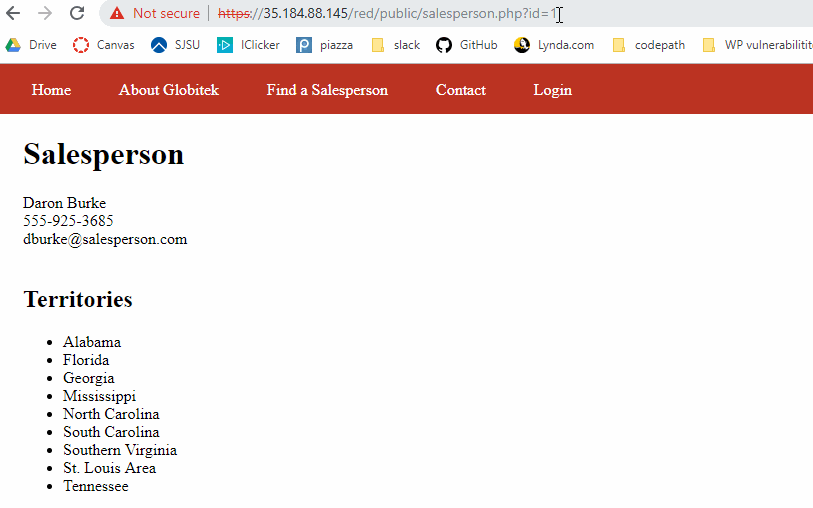 Not secure | https://35.184.88.145/red/public/salesperson.php?id=1
Drive Canvas SJSU IClicker piazza slack GitHub Lynda.com codepath WP vulnerabilitite
Home About Globitek Find a Salesperson Contact Login
Salesperson
Daron Burke
555-925-3685
dburke@salesperson.com
Territories
• Alabama
• Florida
• Georgia
• Mississippi
• North Carolina
• South Carolina
• Southern Virginia
• St. Louis Area
• Tennessee